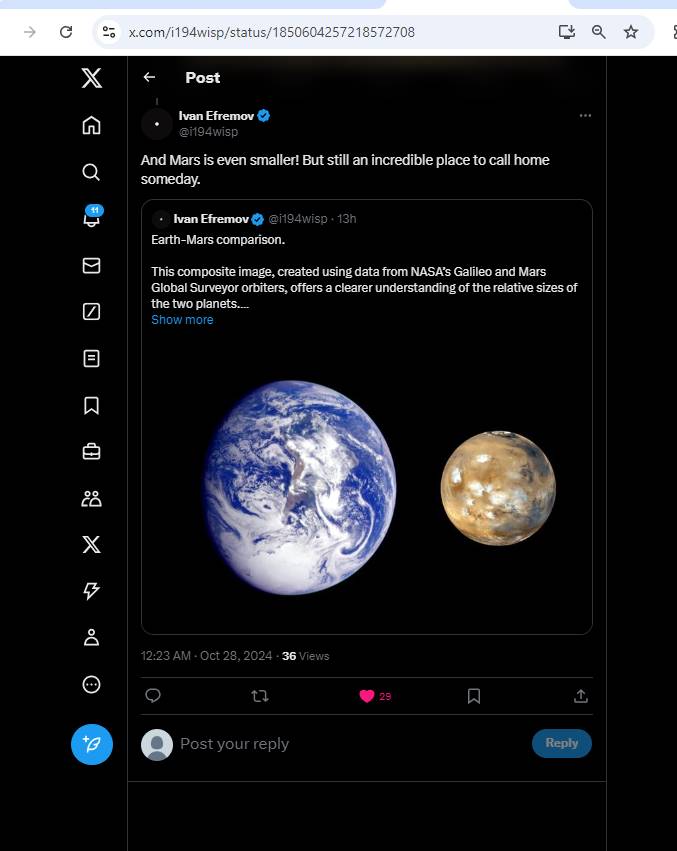 x.com/i194wisp/status/1850604257218572708
Post
Ivan Efremov
@i194wisp
And Mars is even smaller! But still an incredible place to call home
someday.
Ivan Efremov @i194wisp · 13h
Earth-Mars comparison.
This composite image, created using data from NASA's Galileo and Mars
Global Surveyor orbiters, offers a clearer understanding of the relative sizes of
the two planets....
Show more
12:23 AM · Oct 28, 2024 · 36 Views
29
Post your reply
Reply
11